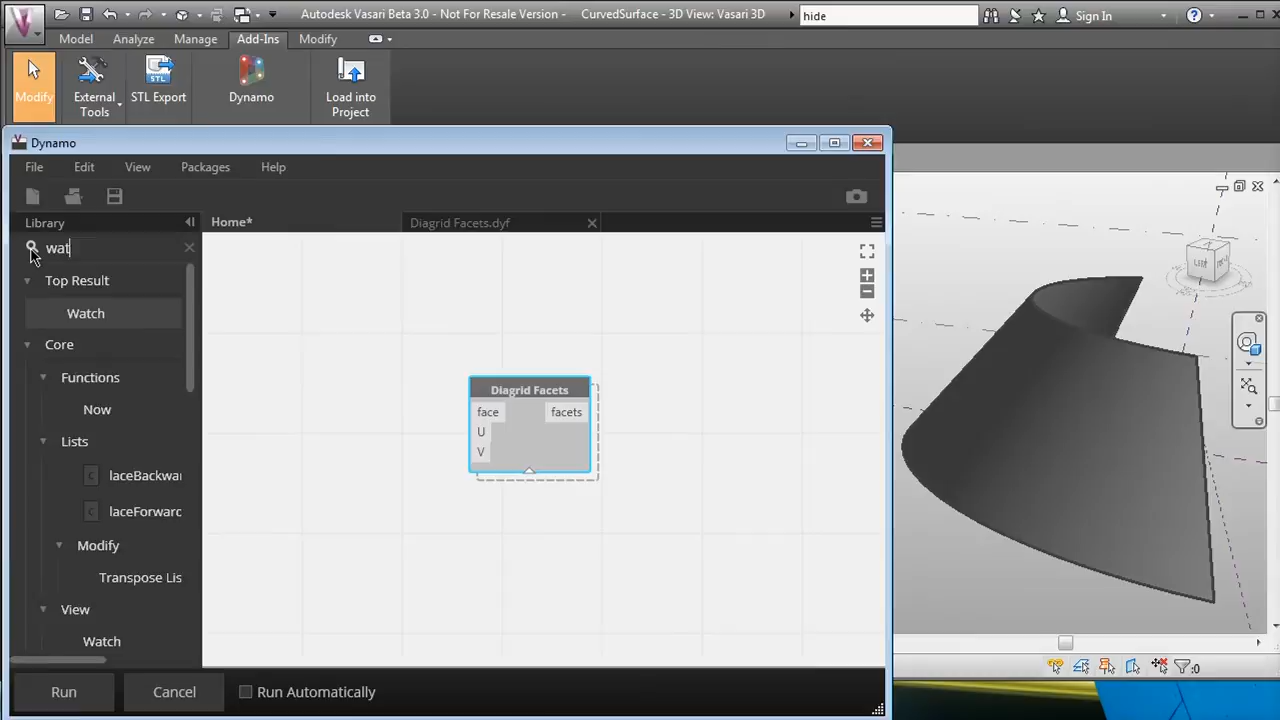 Autodesk Vasari Beta 3.0 - Not For Resale Version - CurvedSurface - 3D View: Vasari 3D
hide
Sign In
Model
Analyze
Manage
Add-Ins
Modify
Modify
External
Tools
STL
STL Export
Dynamo
Load into
Project
Dynamo
File
Edit
View
Packages
Help
Library
Home*
Diagrid Facets.dyf
wat
Top Result
Watch
Core
Functions
Now
Lists
C laceBackwa
C laceForward
Modify
Transpose Lis
View
Watch
Diagrid Facets
face
facets
U
V
Run
Cancel
Run Automatically
:0